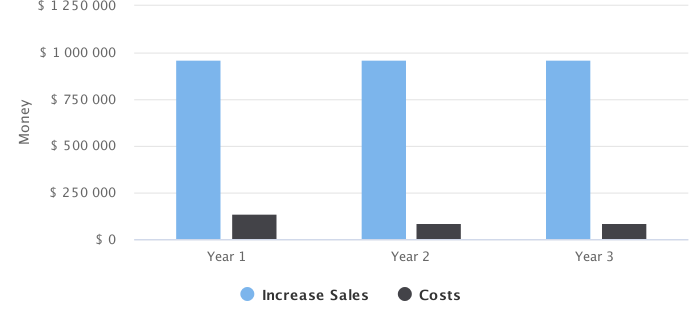 $ 1 250 000
$ 1 000 000
$ 750 000
$ 500 000
$ 250 000
$ 0
Money
Year 1 Year 2 Year 3
Increase Sales Costs